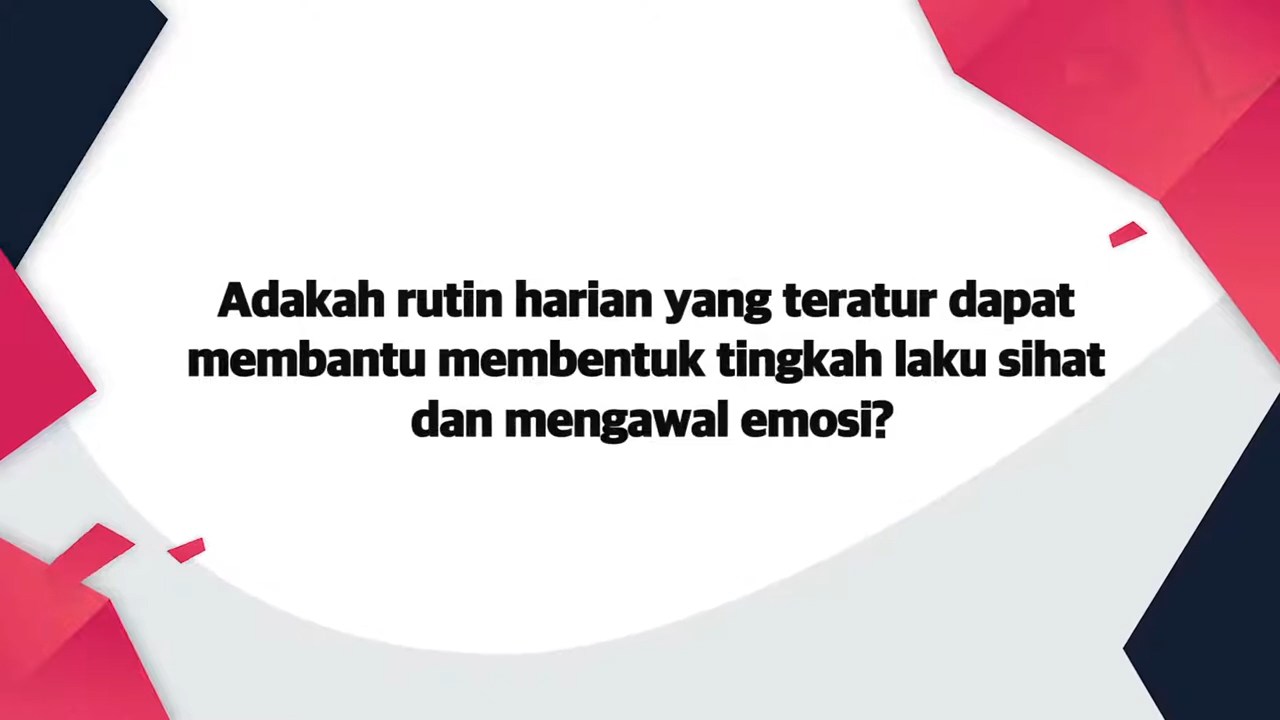 Adakah rutin harian yang teratur dapat
membantu membentuk tingkah laku sihat
dan mengawal emosi?